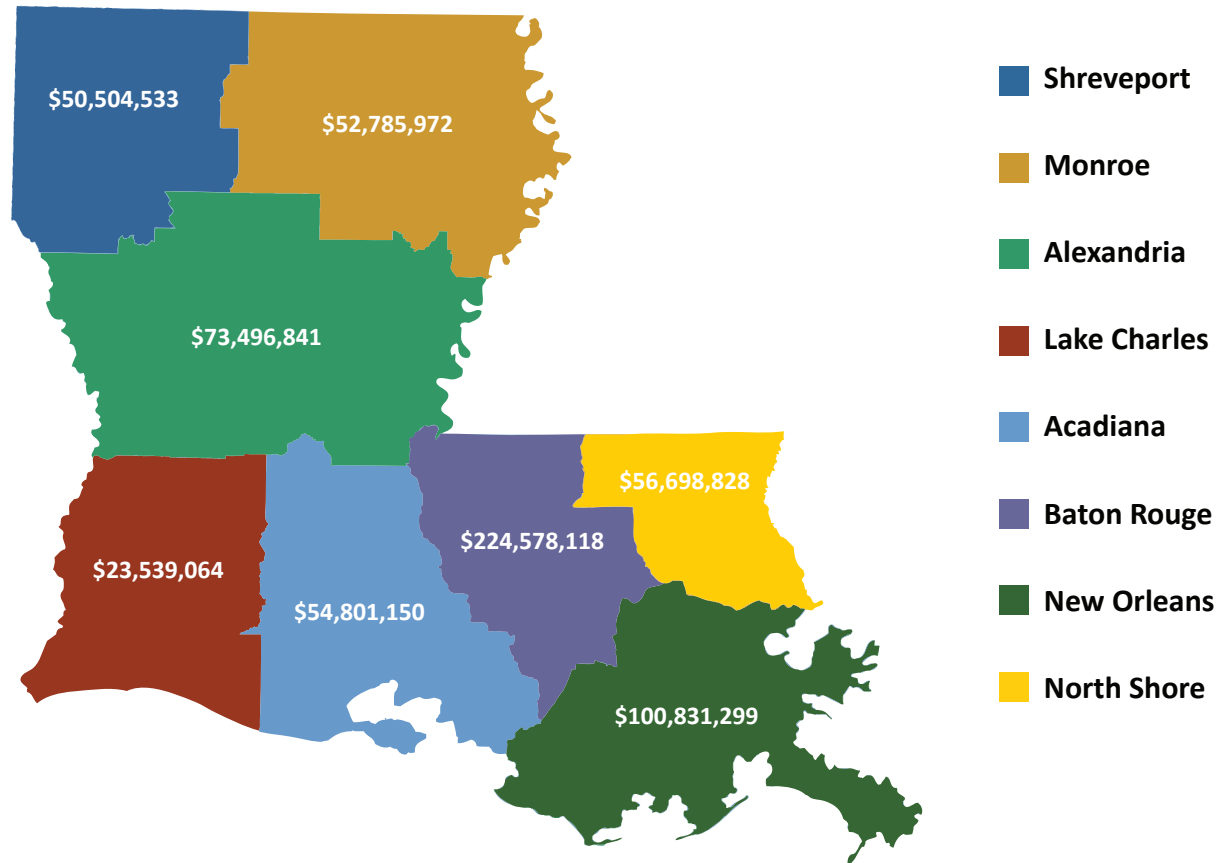 $50,504,533
$52,785,972
$73,496,841
$56,698,828
$224,578,118
$23,539,064
$54,801,150
$100,831,299
Shreveport
Monroe
Alexandria
Lake Charles
Acadiana
Baton Rouge
New Orleans
North Shore